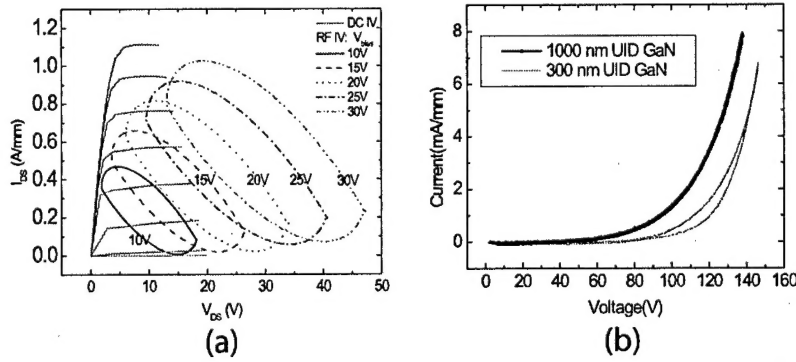 DC IV
RF IV: V_bias
10V
15V
20V
25V
30V
1.2
1.0
0.8
0.6
0.4
0.2
0.0
I_DS (A/mm)
15V
20V
25V
30V
10V
0 10 20 30 40 50
V_DS (V)
(a)
1000 nm UID GaN
300 nm UID GaN
8
6
4
2
0
Current(mA/mm)
0 20 40 60 80 100 120 140 160
Voltage(V)
(b)